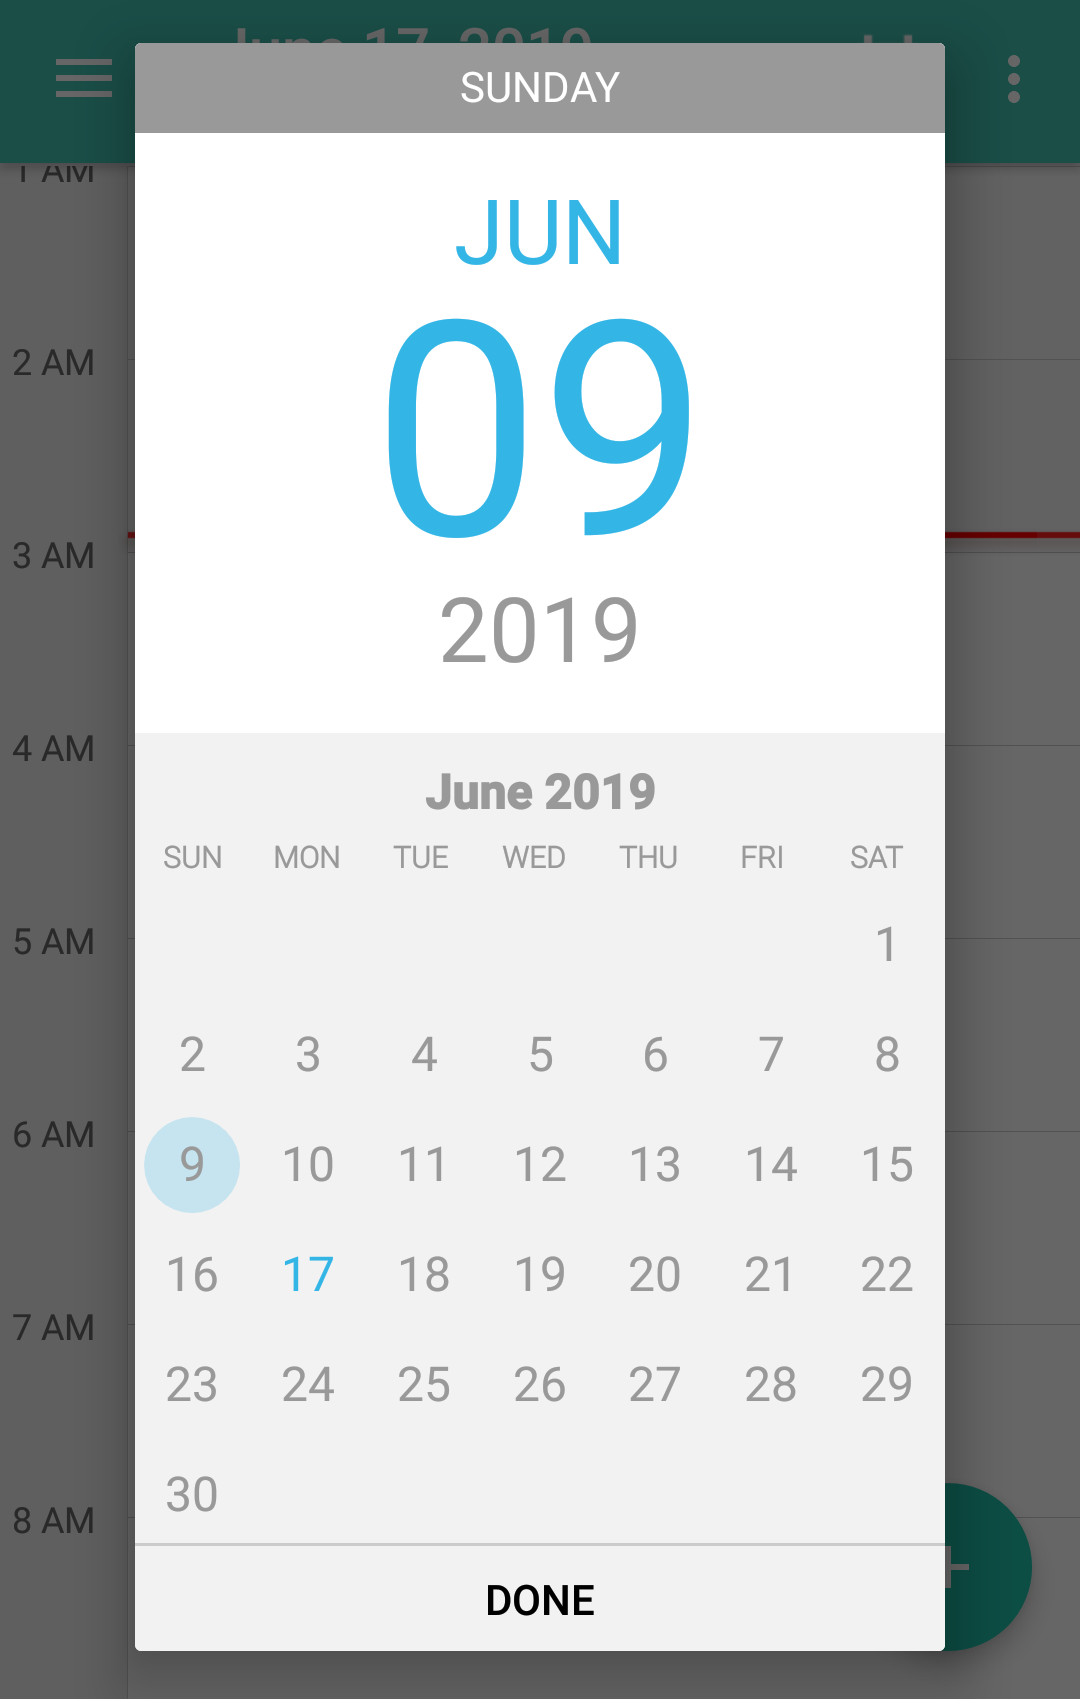 June 17, 2019
SUNDAY
1 AM
JUN
2 AM
09
3 AM
2019
4 AM
June 2019
SUN MON TUE WED THU FRI SAT
5 AM
1
2 3 4 5 6 7 8
6 AM
9 10 11 12 13 14 15
16 17 18 19 20 21 22
7 AM
23 24 25 26 27 28 29
30
8 AM
DONE